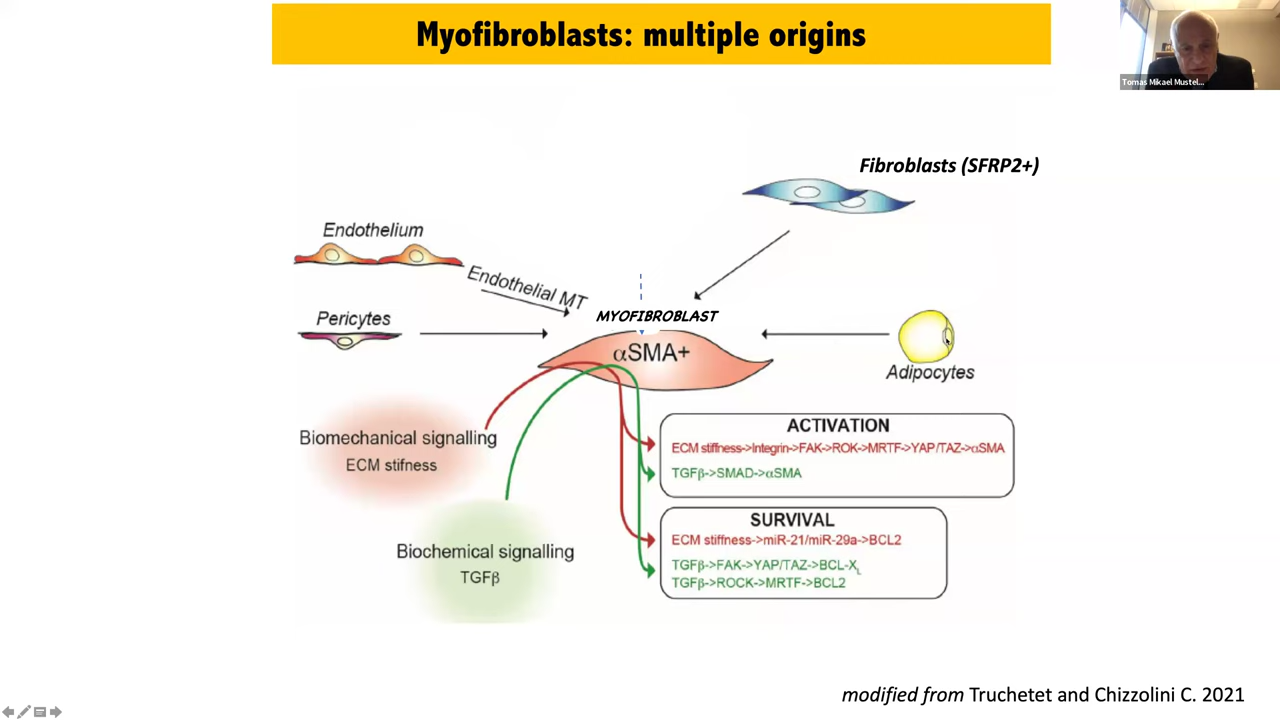 Myofibroblasts: multiple origins
Tomas Mikael Mustel...
Fibroblasts (SFRP2+)
Endothelium
Endothelial MT
Pericytes
MYOFIBROBLAST
αSMA+
Adipocytes
Biomechanical signalling
ECM stifness
Biochemical signalling
TGFβ
ACTIVATION
ECM stiffness->Integrin->FAK->ROK->MRTF->YAP/TAZ->αSMA
TGFβ->SMAD->αSMA
SURVIVAL
ECM stiffness->miR-21/miR-29a->BCL2
TGFβ->FAK->YAP/TAZ->BCL-XL
TGFβ->ROCK->MRTF->BCL2
modified from Truchetet and Chizzolini C. 2021